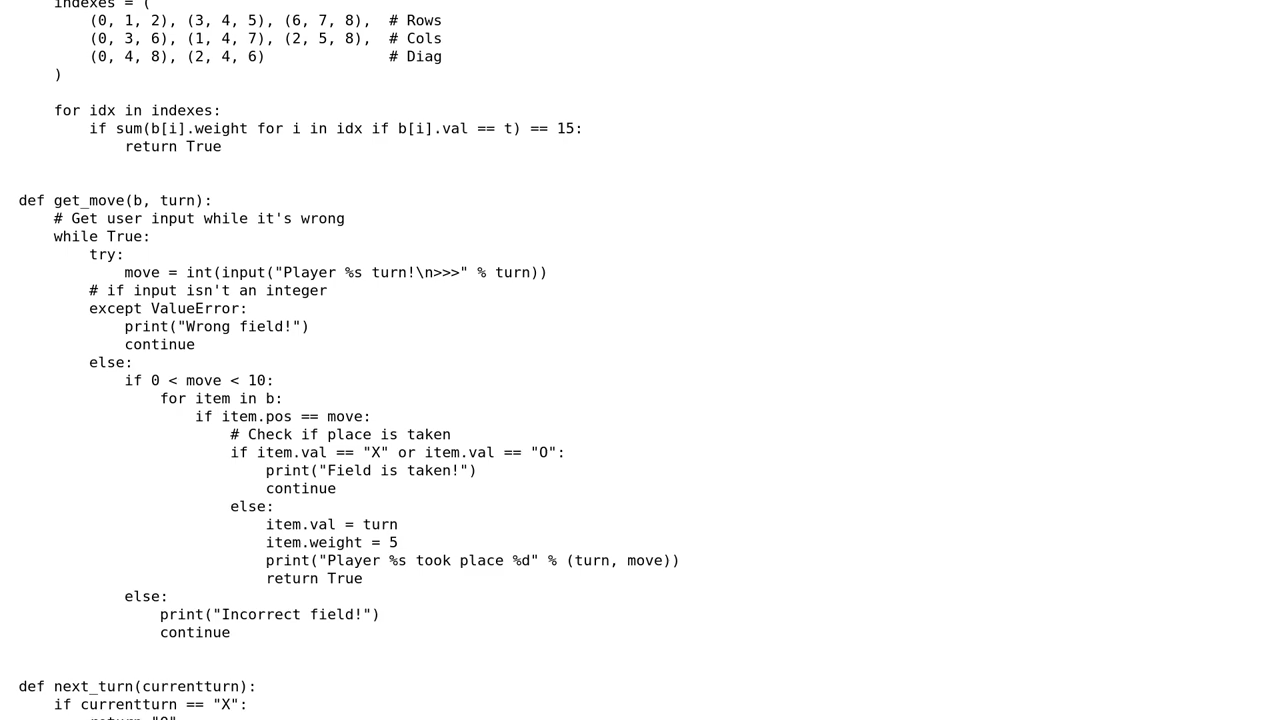 indexes = (
        (0, 1, 2), (3, 4, 5), (6, 7, 8),  # Rows
        (0, 3, 6), (1, 4, 7), (2, 5, 8),  # Cols
        (0, 4, 8), (2, 4, 6)              # Diag
    )

    for idx in indexes:
        if sum(b[i].weight for i in idx if b[i].val == t) == 15:
            return True


def get_move(b, turn):
    # Get user input while it's wrong
    while True:
        try:
            move = int(input("Player %s turn!\n>>>" % turn))
        # if input isn't an integer
        except ValueError:
            print("Wrong field!")
            continue
        else:
            if 0 < move < 10:
                for item in b:
                    if item.pos == move:
                        # Check if place is taken
                        if item.val == "X" or item.val == "O":
                            print("Field is taken!")
                            continue
                        else:
                            item.val = turn
                            item.weight = 5
                            print("Player %s took place %d" % (turn, move))
                            return True
            else:
                print("Incorrect field!")
                continue


def next_turn(currentturn):
    if currentturn == "X":
        return "O"